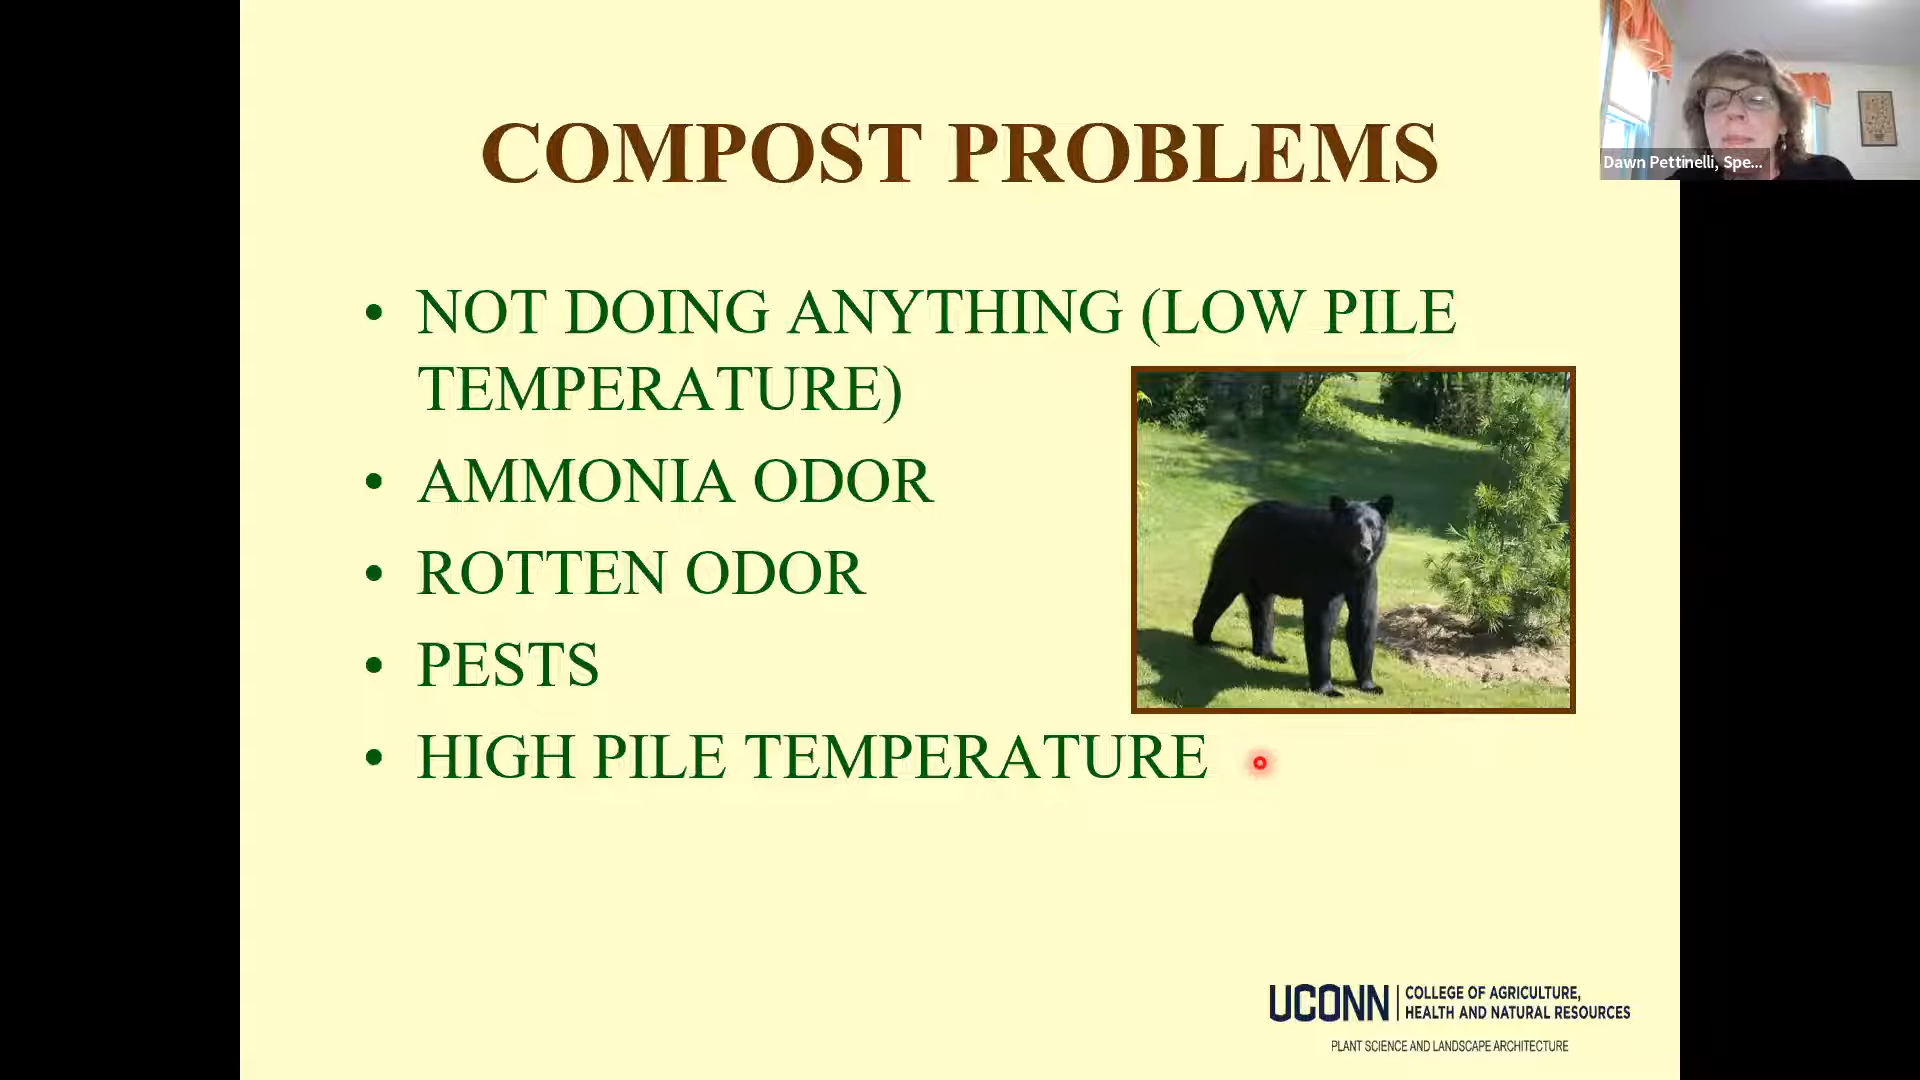 COMPOST PROBLEMS
Dawn Pettinelli, Spe...
• NOT DOING ANYTHING (LOW PILE
TEMPERATURE)
• AMMONIA ODOR
• ROTTEN ODOR
• PESTS
• HIGH PILE TEMPERATURE
UCONN
COLLEGE OF AGRICULTURE,
HEALTH AND NATURAL RESOURCES
PLANT SCIENCE AND LANDSCAPE ARCHITECTURE